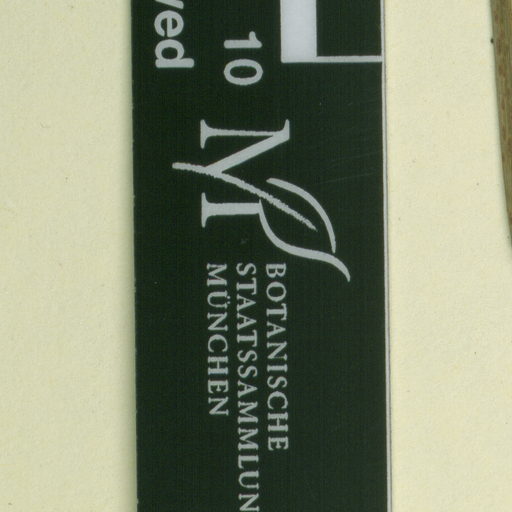 10
M
BOTANISCHE
STAATSSAMMLUN
MÜNCHEN
ved